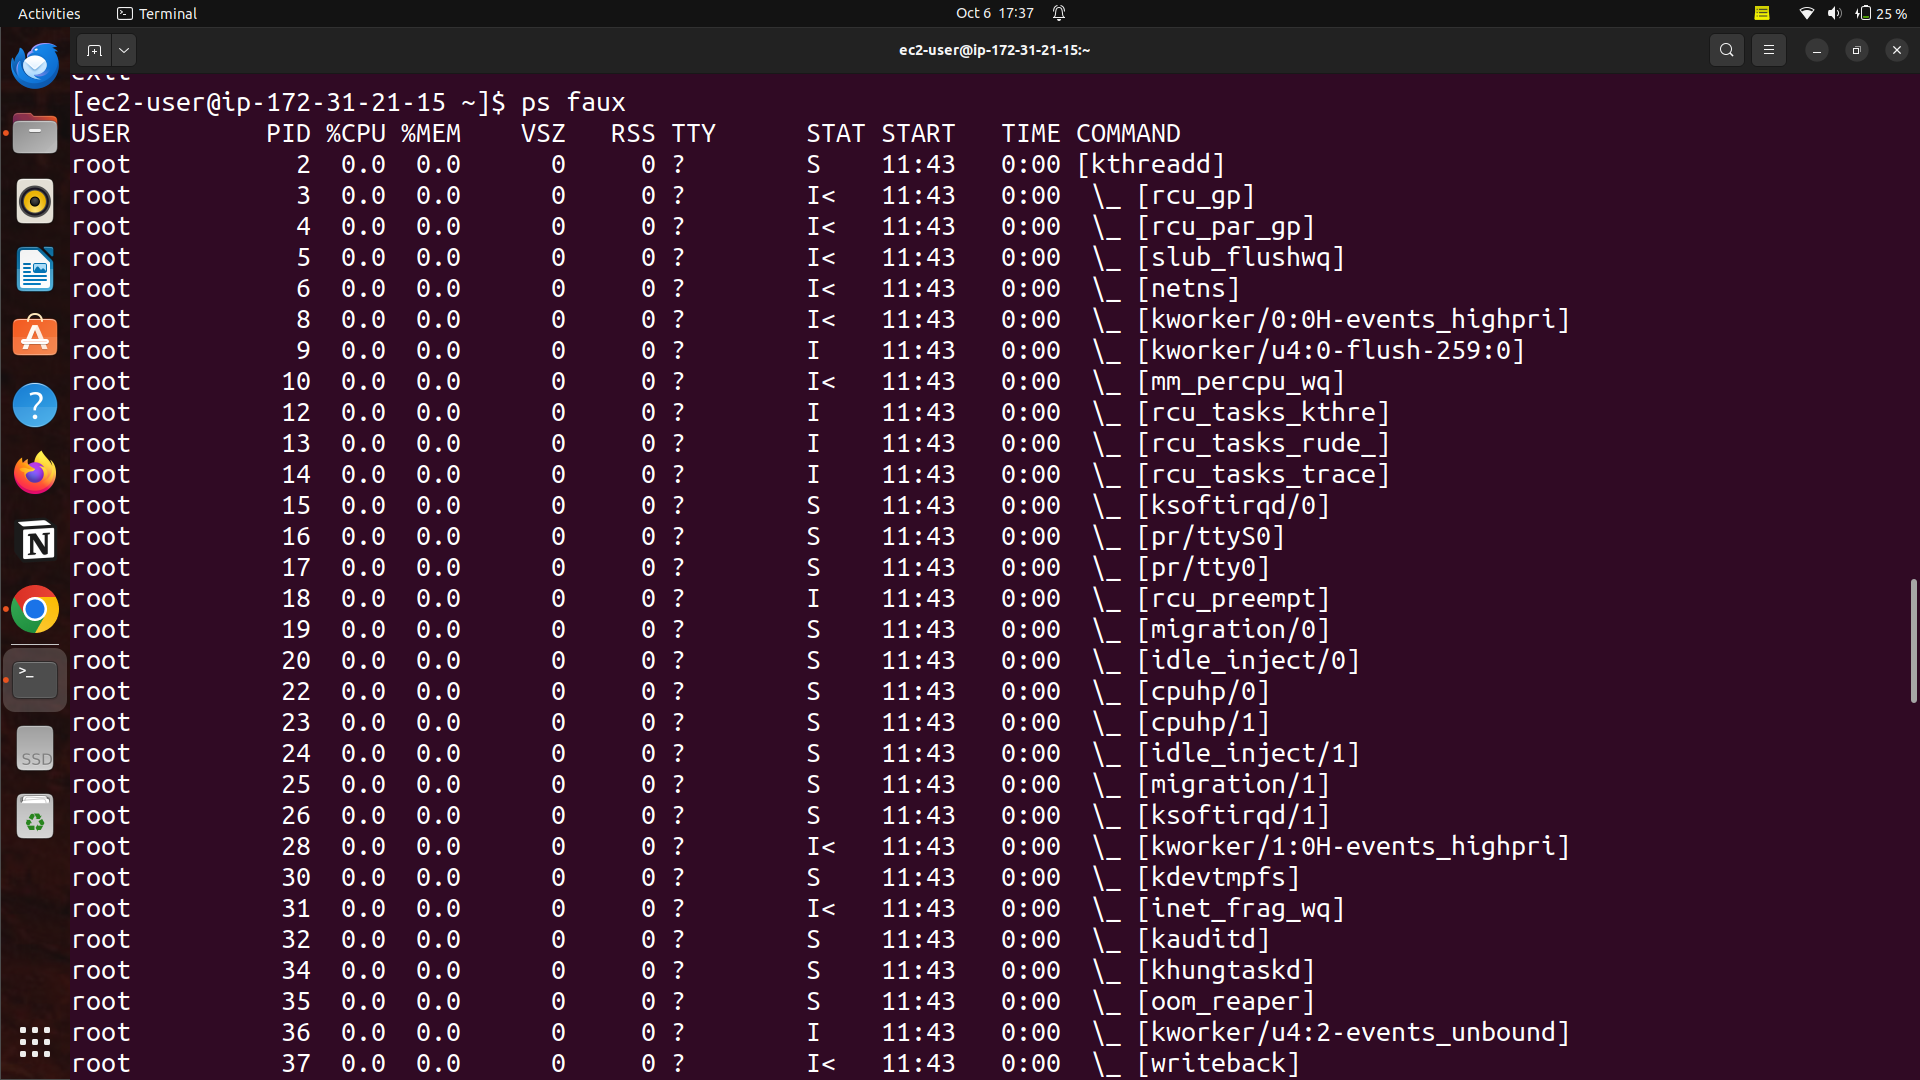 Activities Terminal Oct 6 17:37 25 %
ec2-user@ip-172-31-21-15:~
exit
[ec2-user@ip-172-31-21-15 ~]$ ps faux
USER         PID %CPU %MEM    VSZ   RSS TTY      STAT START   TIME COMMAND
root           2  0.0  0.0      0     0 ?        S    11:43   0:00 [kthreadd]
root           3  0.0  0.0      0     0 ?        I<   11:43   0:00  \_ [rcu_gp]
root           4  0.0  0.0      0     0 ?        I<   11:43   0:00  \_ [rcu_par_gp]
root           5  0.0  0.0      0     0 ?        I<   11:43   0:00  \_ [slub_flushwq]
root           6  0.0  0.0      0     0 ?        I<   11:43   0:00  \_ [netns]
root           8  0.0  0.0      0     0 ?        I<   11:43   0:00  \_ [kworker/0:0H-events_highpri]
root           9  0.0  0.0      0     0 ?        I    11:43   0:00  \_ [kworker/u4:0-flush-259:0]
root          10  0.0  0.0      0     0 ?        I<   11:43   0:00  \_ [mm_percpu_wq]
root          12  0.0  0.0      0     0 ?        I    11:43   0:00  \_ [rcu_tasks_kthre]
root          13  0.0  0.0      0     0 ?        I    11:43   0:00  \_ [rcu_tasks_rude_]
root          14  0.0  0.0      0     0 ?        I    11:43   0:00  \_ [rcu_tasks_trace]
root          15  0.0  0.0      0     0 ?        S    11:43   0:00  \_ [ksoftirqd/0]
root          16  0.0  0.0      0     0 ?        S    11:43   0:00  \_ [pr/ttyS0]
root          17  0.0  0.0      0     0 ?        S    11:43   0:00  \_ [pr/tty0]
root          18  0.0  0.0      0     0 ?        I    11:43   0:00  \_ [rcu_preempt]
root          19  0.0  0.0      0     0 ?        S    11:43   0:00  \_ [migration/0]
root          20  0.0  0.0      0     0 ?        S    11:43   0:00  \_ [idle_inject/0]
root          22  0.0  0.0      0     0 ?        S    11:43   0:00  \_ [cpuhp/0]
root          23  0.0  0.0      0     0 ?        S    11:43   0:00  \_ [cpuhp/1]
root          24  0.0  0.0      0     0 ?        S    11:43   0:00  \_ [idle_inject/1]
root          25  0.0  0.0      0     0 ?        S    11:43   0:00  \_ [migration/1]
root          26  0.0  0.0      0     0 ?        S    11:43   0:00  \_ [ksoftirqd/1]
root          28  0.0  0.0      0     0 ?        I<   11:43   0:00  \_ [kworker/1:0H-events_highpri]
root          30  0.0  0.0      0     0 ?        S    11:43   0:00  \_ [kdevtmpfs]
root          31  0.0  0.0      0     0 ?        I<   11:43   0:00  \_ [inet_frag_wq]
root          32  0.0  0.0      0     0 ?        S    11:43   0:00  \_ [kauditd]
root          34  0.0  0.0      0     0 ?        S    11:43   0:00  \_ [khungtaskd]
root          35  0.0  0.0      0     0 ?        S    11:43   0:00  \_ [oom_reaper]
root          36  0.0  0.0      0     0 ?        I    11:43   0:00  \_ [kworker/u4:2-events_unbound]
root          37  0.0  0.0      0     0 ?        I<   11:43   0:00  \_ [writeback]
SSD